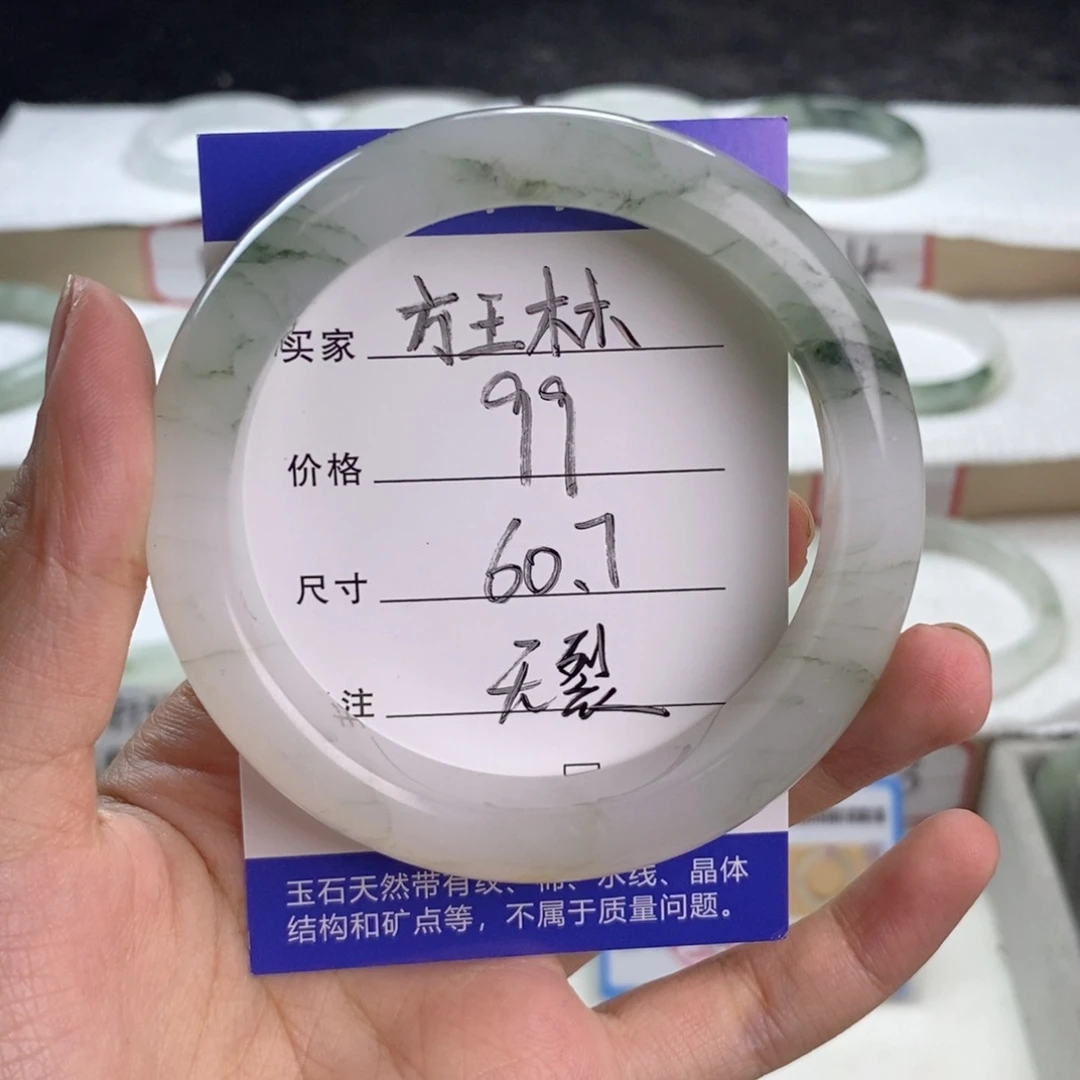 买家 方王林
价格 99
尺寸 60、7
注 无裂
玉石天然带有纹、棉、水线、晶体
结构和矿点等，不属于质量问题。